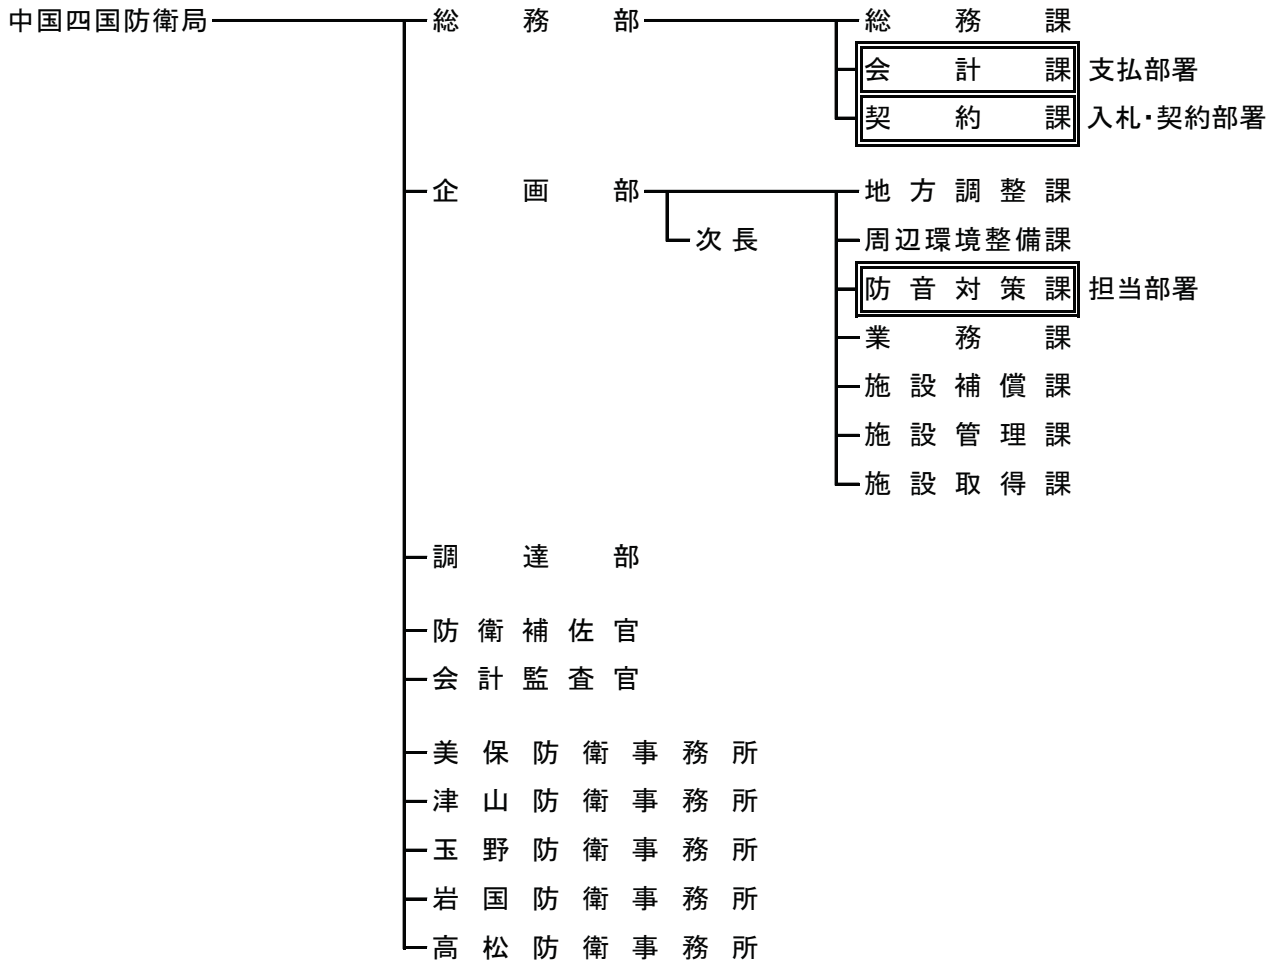 中国四国防衛局 総務部 総務課
会計課 支払部署
契約課 入札・契約部署
企画部 地方調整課
次長 周辺環境整備課
防音対策課 担当部署
業務課
施設補償課
施設管理課
施設取得課
調達部
防衛補佐官
会計監査官
美保防衛事務所
津山防衛事務所
玉野防衛事務所
岩国防衛事務所
高松防衛事務所